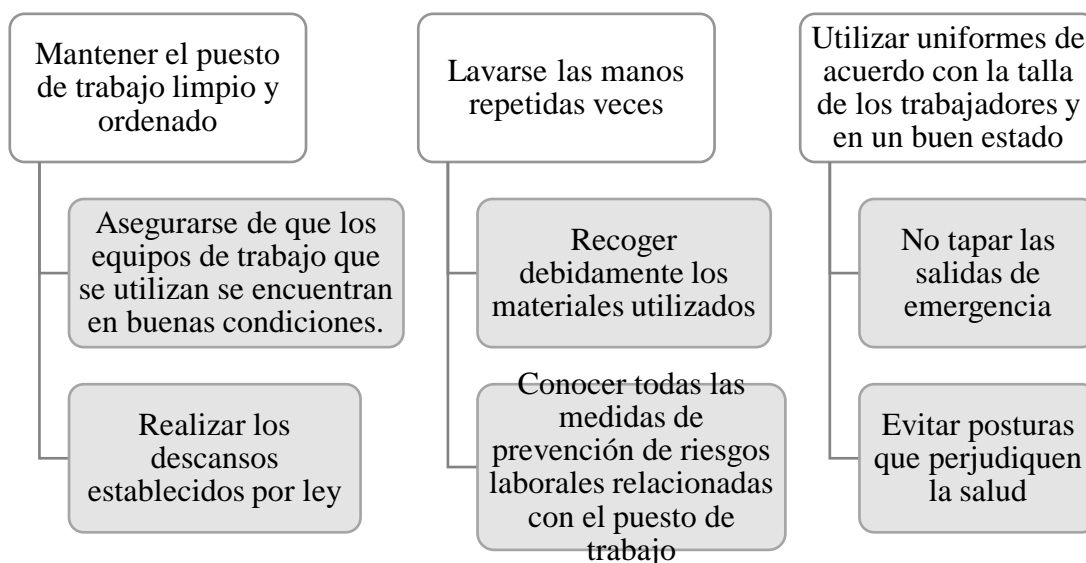 Mantener el puesto
de trabajo limpio y
ordenado
Asegurarse de que los
equipos de trabajo que
se utilizan se encuentran
en buenas condiciones.
Realizar los
descansos
establecidos por ley
Lavarse las manos
repetidas veces
Recoger
debidamente los
materiales utilizados
Conocer todas las
medidas de
prevención de riesgos
laborales relacionadas
con el puesto de
trabajo
Utilizar uniformes de
acuerdo con la talla
de los trabajadores y
en un buen estado
No tapar las
salidas de
emergencia
Evitar posturas
que perjudiquen
la salud